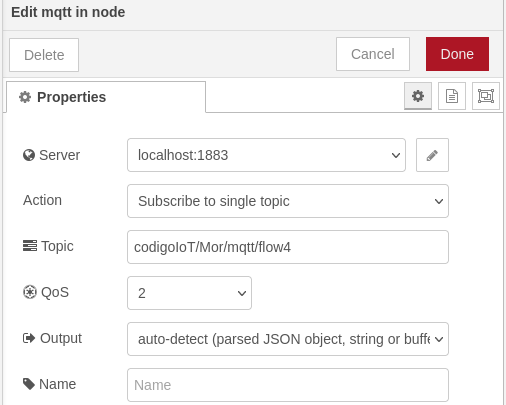 Edit mqtt in node
Delete
Cancel
Done
Properties
Server
localhost:1883
Action
Subscribe to single topic
Topic
codigoIoT/Mor/mqtt/flow4
QoS
2
Output
auto-detect (parsed JSON object, string or buffe
Name
Name